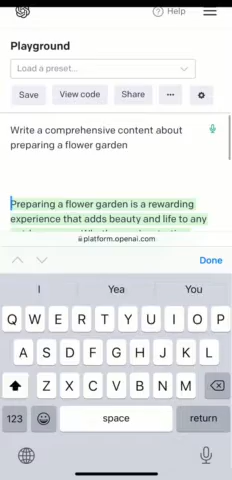 Help
Playground
Load a preset...
Save View code Share ...
Write a comprehensive content about
preparing a flower garden
Preparing a flower garden is a rewarding
experience that adds beauty and life to any
platform.openai.com
Done
I Yea You
Q W E R T Y U I O P
A S D F G H J K L
Z X C V B N M
123 space return